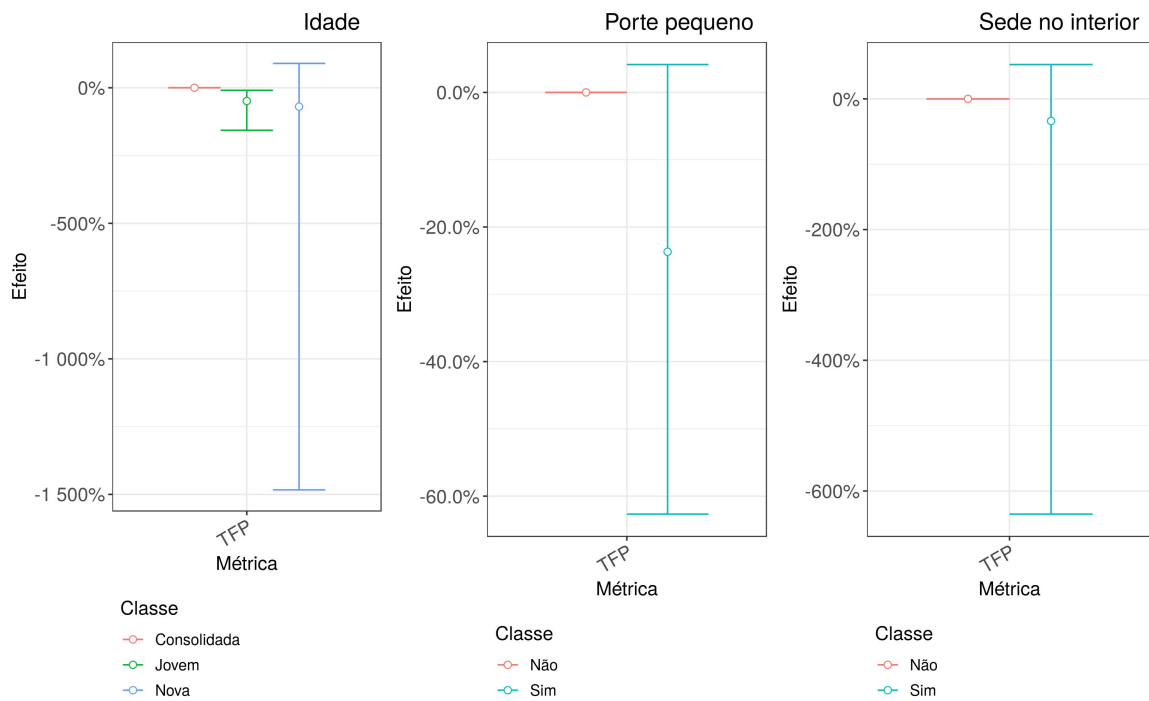 Idade
0%
-500%
-1 000%
-1 500%
Efeito
TFP
Métrica
Classe
Consolidada
Jovem
Nova
Porte pequeno
0.0%
-20.0%
-40.0%
-60.0%
Efeito
TFP
Métrica
Classe
Não
Sim
Sede no interior
0%
-200%
-400%
-600%
Efeito
TFP
Métrica
Classe
Não
Sim